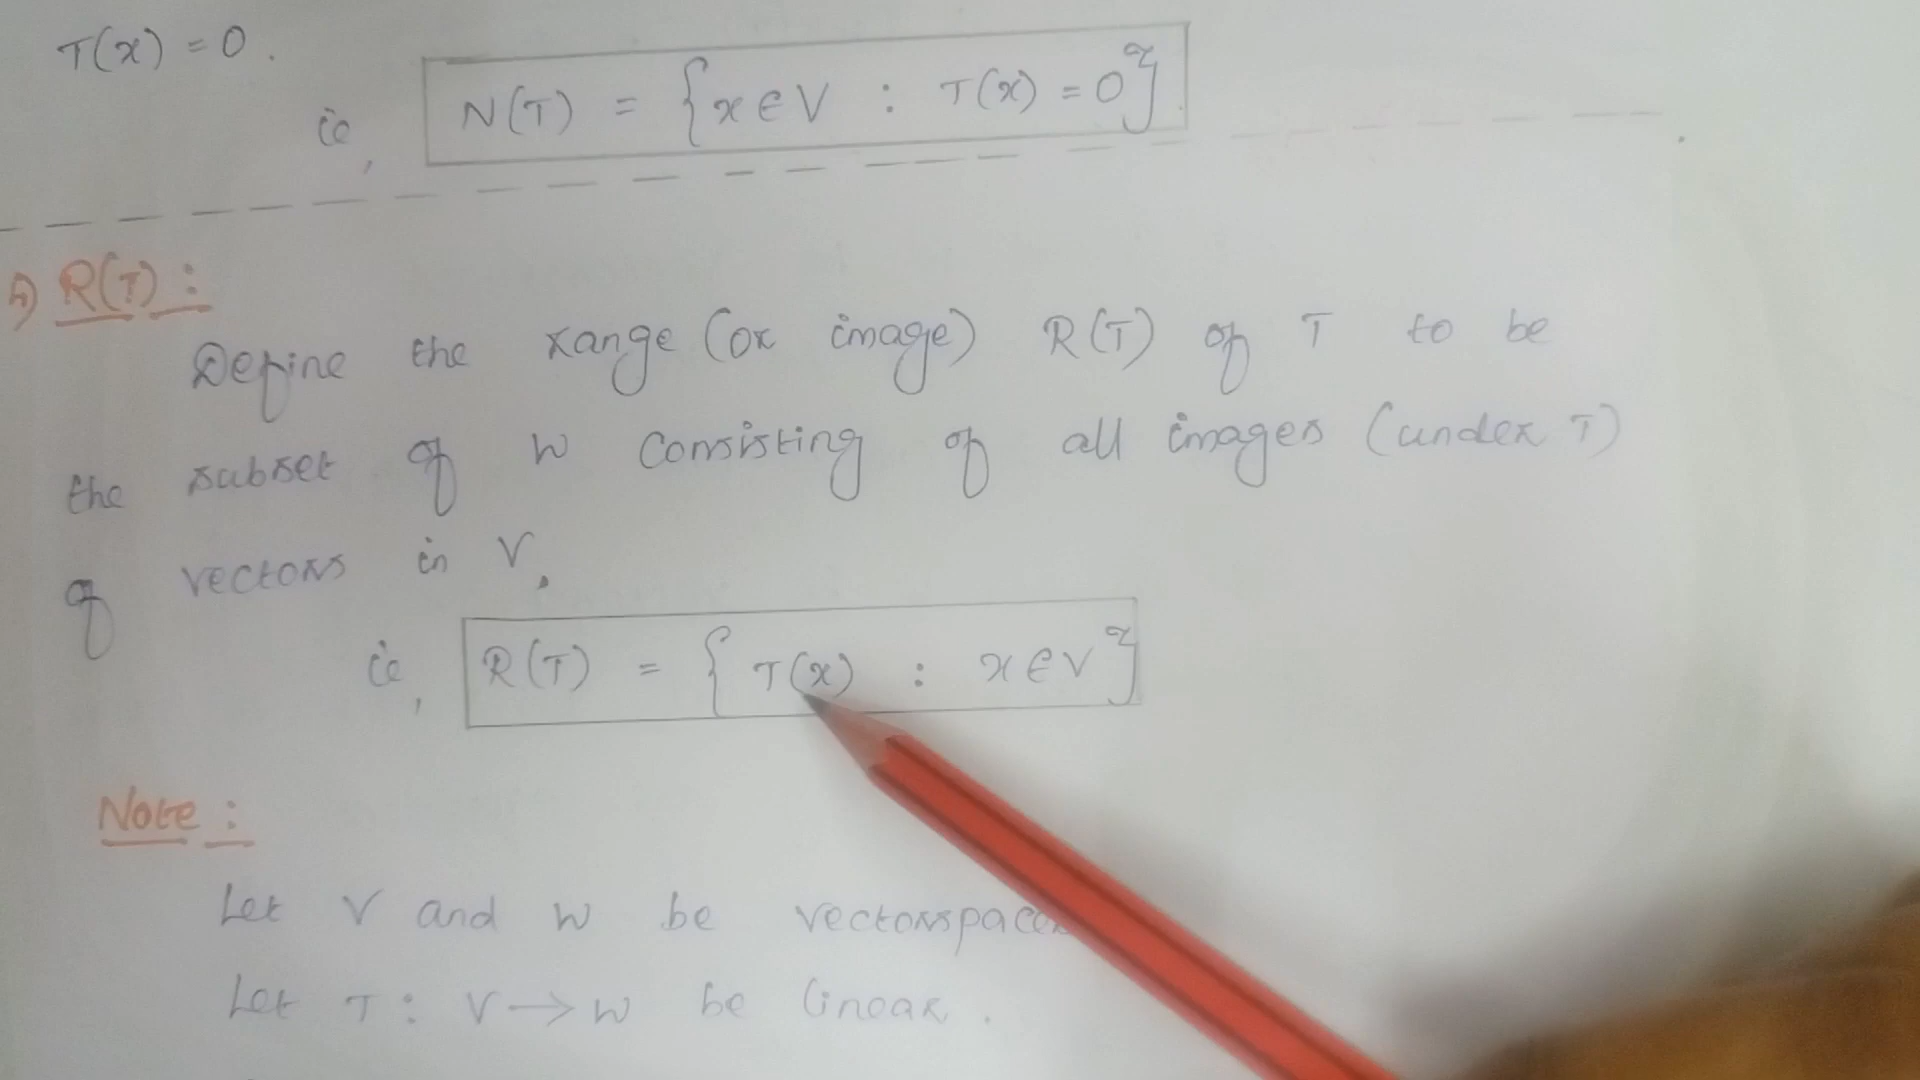 T(x) = 0.
ie, N(T) = {x ∈ V : T(x) = 0}
5) R(T) :
Define the range (or image) R(T) of T to be
the subset of W consisting of all images (under T)
of vectors in V.
ie, R(T) = { T(x) : x ∈ V }
Note :
Let V and W be vectorspaces
Let T : V → W be linear.